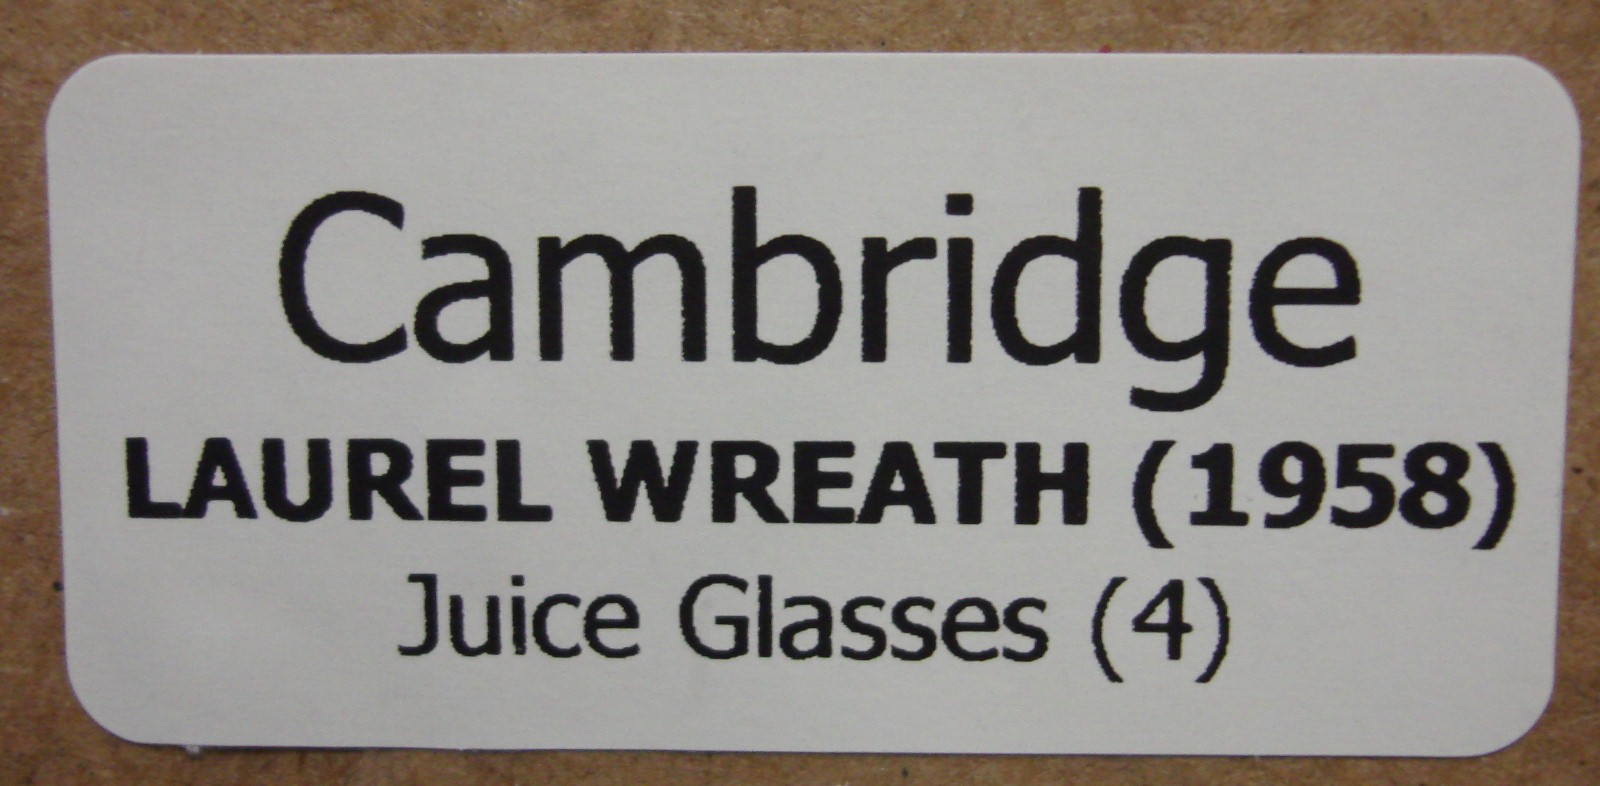 Cambridge
LAUREL WREATH (1958)
Juice Glasses (4)